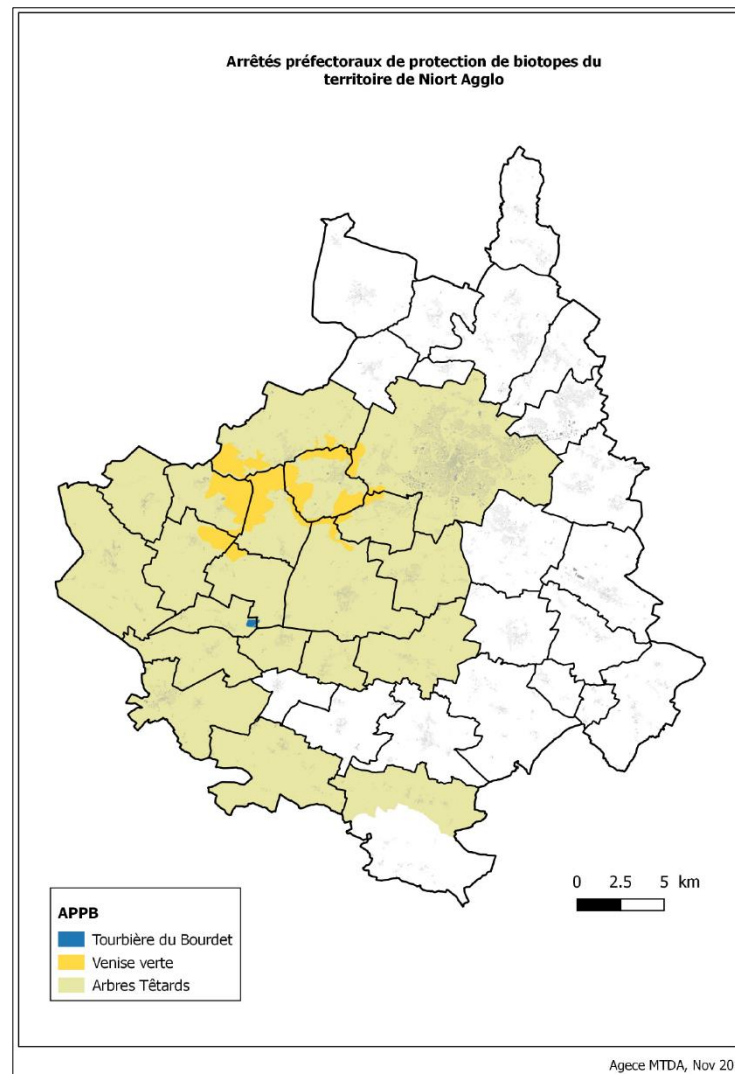 Arrêtés préfectoraux de protection de biotopes du
territoire de Niort Agglo
0 2.5 5 km
APPB
Tourbière du Bourdet
Venise verte
Arbres Têtards
Agece MTDA, Nov 20